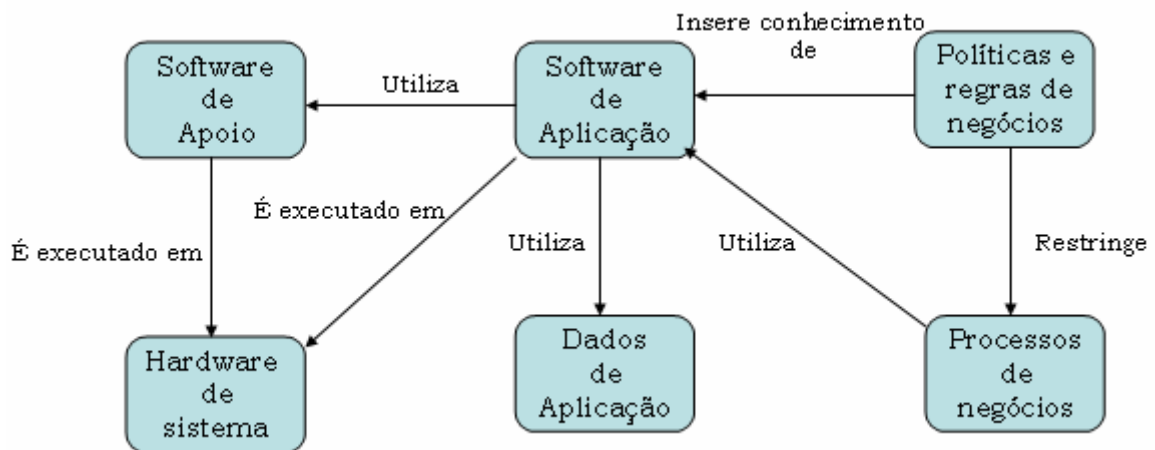 Insere conhecimento
de
Software
de
Apoio
Utiliza
Software
de
Aplicação
Políticas e
regras de
negócios
É executado em
É executado em
Utiliza
Utiliza
Restringe
Hardware
de
sistema
Dados
de
Aplicação
Processos
de
negócios